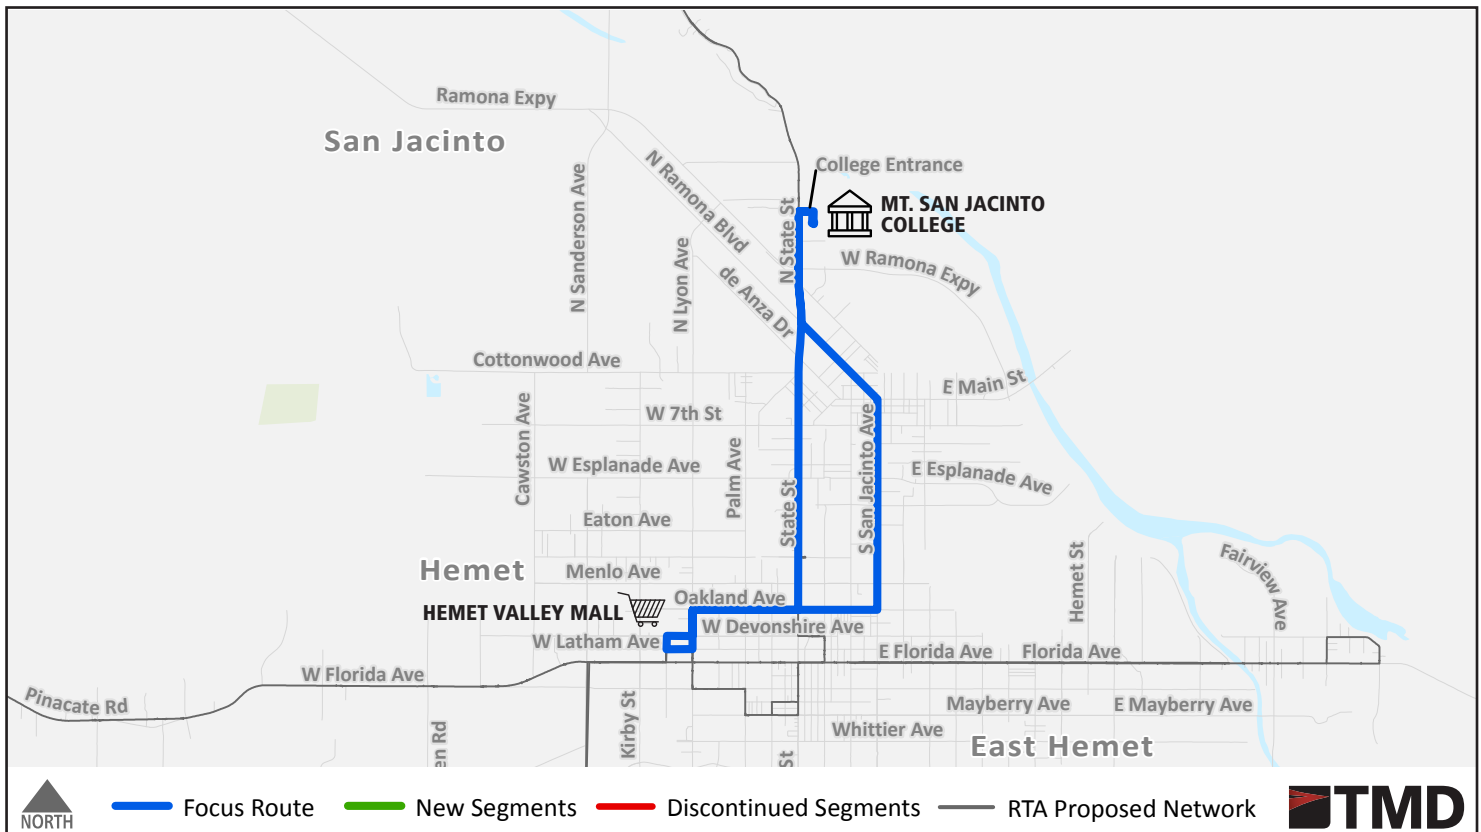 Ramona Expy
San Jacinto
College Entrance
N Ramona Blvd
N Sanderson Ave
MT. SAN JACINTO
COLLEGE
N State St
N Lyon Ave
W Ramona Expy
de Anza Dr
Cottonwood Ave
E Main St
W 7th St
Cawston Ave
Palm Ave
S San Jacinto Ave
W Esplanade Ave
E Esplanade Ave
State St
Eaton Ave
Hemet St
Fairview Ave
Hemet
Menlo Ave
Oakland Ave
HEMET VALLEY MALL
W Devonshire Ave
W Latham Ave
E Florida Ave
Florida Ave
W Florida Ave
Pinacate Rd
Kirby St
Mayberry Ave
E Mayberry Ave
Whittier Ave
en Rd
St
East Hemet
NORTH
Focus Route
New Segments
Discontinued Segments
RTA Proposed Network
TMD